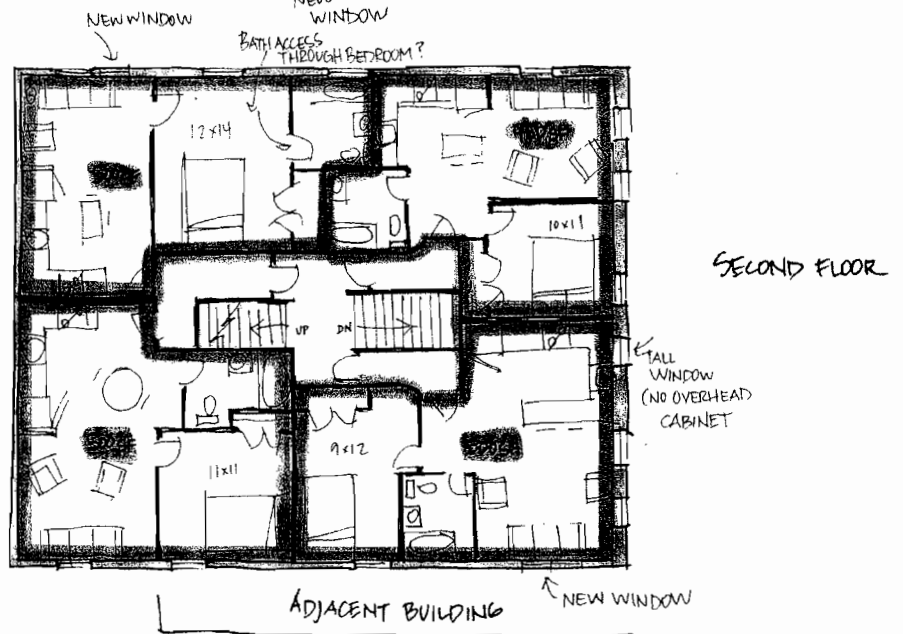 NEW
WINDOW
NEW WINDOW
BATH ACCESS
THROUGH BEDROOM?
12x14
10x11
SECOND FLOOR
UP
DN
TALL
WINDOW
(NO OVERHEAD
CABINET
9x12
11x11
NEW WINDOW
ADJACENT BUILDING